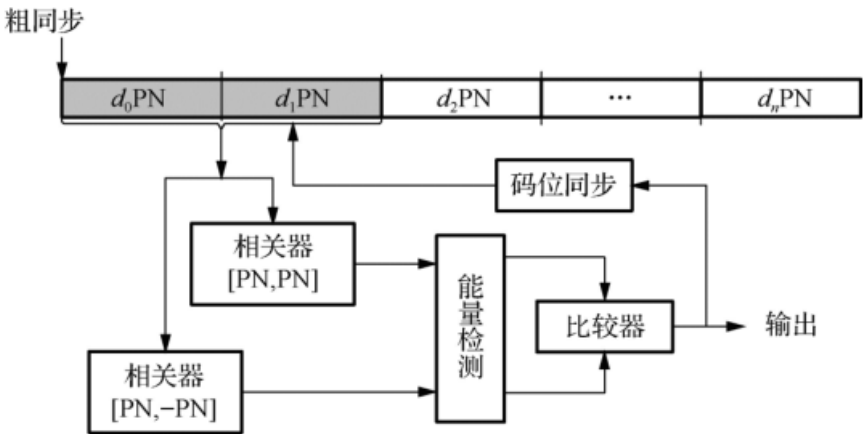 粗同步
d₀PN d₁PN d₂PN ··· dₙPN
码位同步
相关器
[PN,PN]
能量检测
比较器
输出
相关器
[PN,−PN]